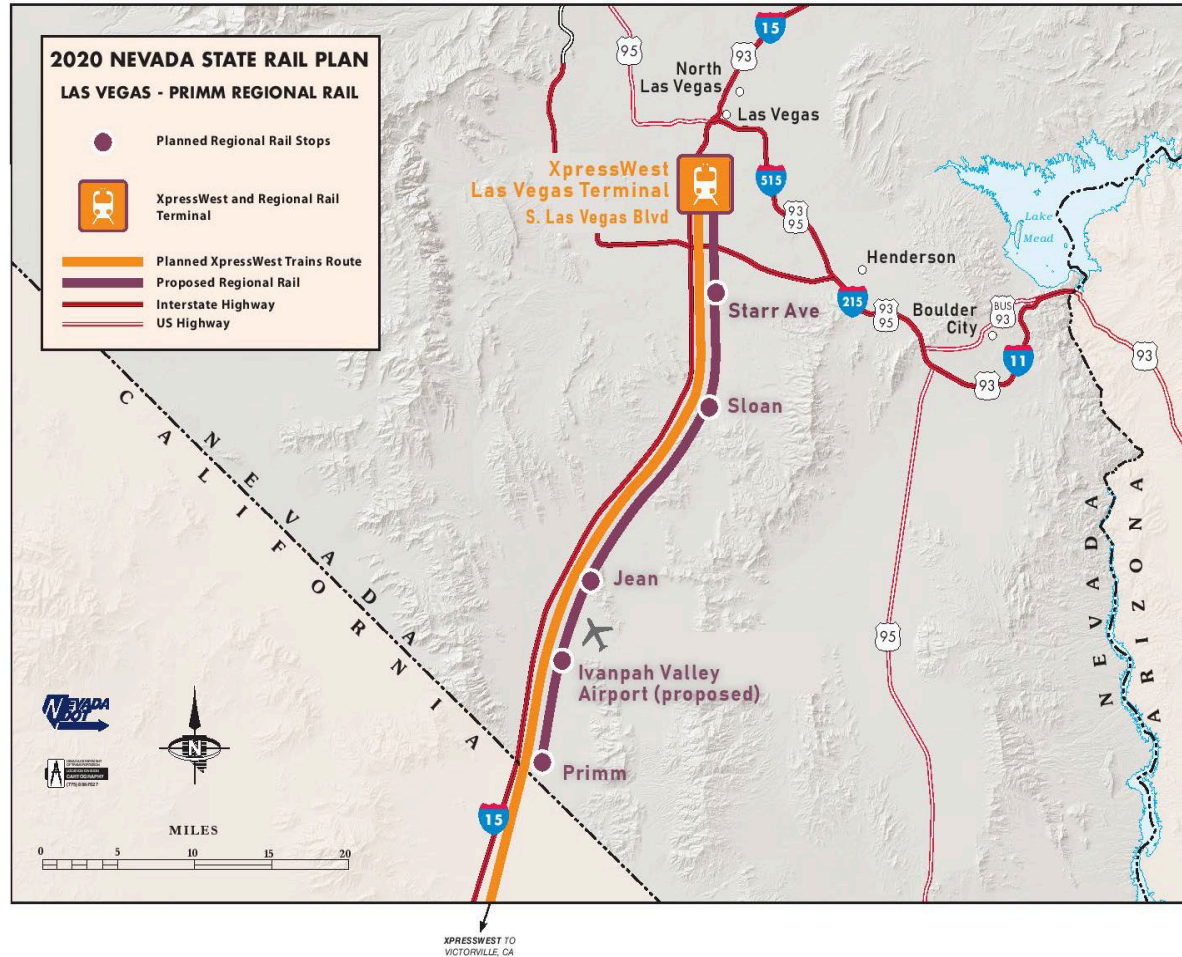 2020 NEVADA STATE RAIL PLAN
LAS VEGAS - PRIMM REGIONAL RAIL
Planned Regional Rail Stops
XpressWest and Regional Rail
Terminal
Planned XpressWest Trains Route
Proposed Regional Rail
Interstate Highway
US Highway
15
93
95
North
Las Vegas
Las Vegas
XpressWest
Las Vegas Terminal
S. Las Vegas Blvd
515
93
95
Lake
Mead
Henderson
215
93
95
Boulder
City
BUS
93
11
93
93
Starr Ave
Sloan
NEVADA
CALIFORNIA
Jean
Ivanpah Valley
Airport (proposed)
Primm
95
NEVADA
ARIZONA
NEVADA
DOT
CARTOGRAPHY
N
MILES
0 5 10 15 20
15
XPRESSWEST TO
VICTORVILLE, CA